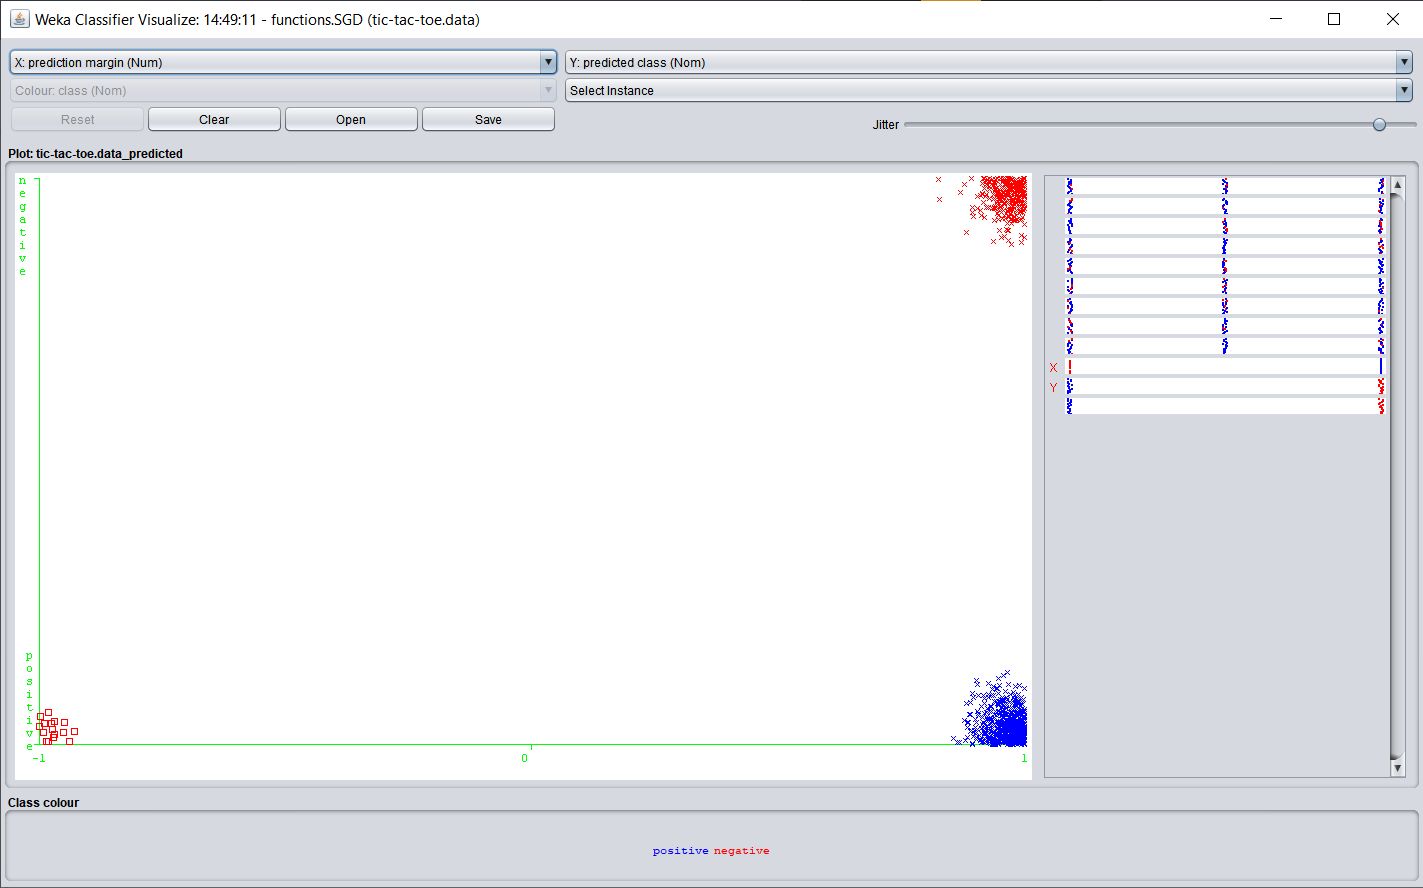 Weka Classifier Visualize: 14:49:11 - functions.SGD (tic-tac-toe.data)
X: prediction margin (Num)
Y: predicted class (Nom)
Colour: class (Nom)
Select Instance
Reset
Clear
Open
Save
Jitter
Plot: tic-tac-toe.data_predicted
negative
positive
-1
0
1
X
Y
Class colour
positive negative